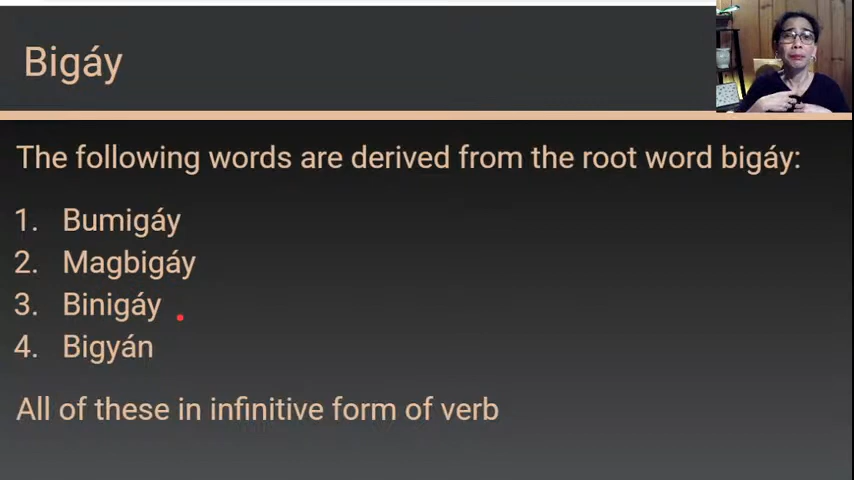 Bigáy
The following words are derived from the root word bigáy:
1. Bumigáy
2. Magbigáy
3. Binigáy
4. Bigyán
All of these in infinitive form of verb